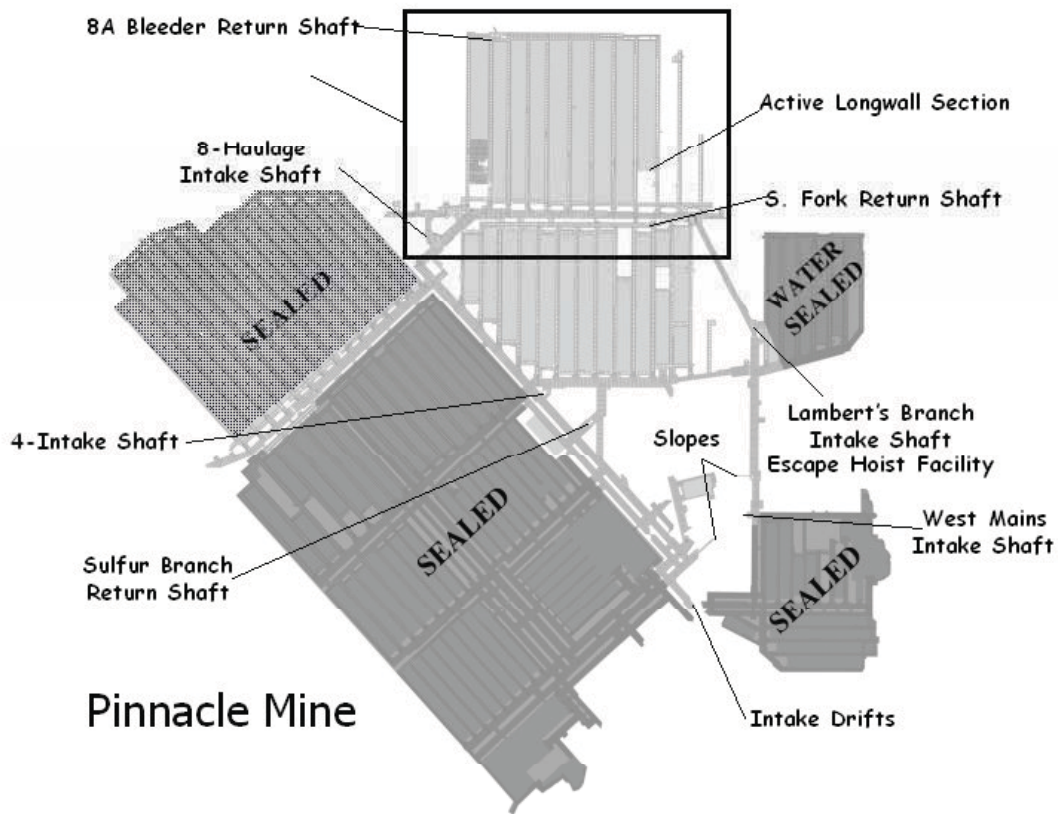 8A Bleeder Return Shaft
Active Longwall Section
8-Haulage
Intake Shaft
S. Fork Return Shaft
SEALED
WATER
SEALED
4-Intake Shaft
Lambert's Branch
Intake Shaft
Escape Hoist Facility
Slopes
SEALED
West Mains
Intake Shaft
Sulfur Branch
Return Shaft
SEALED
Pinnacle Mine
Intake Drifts